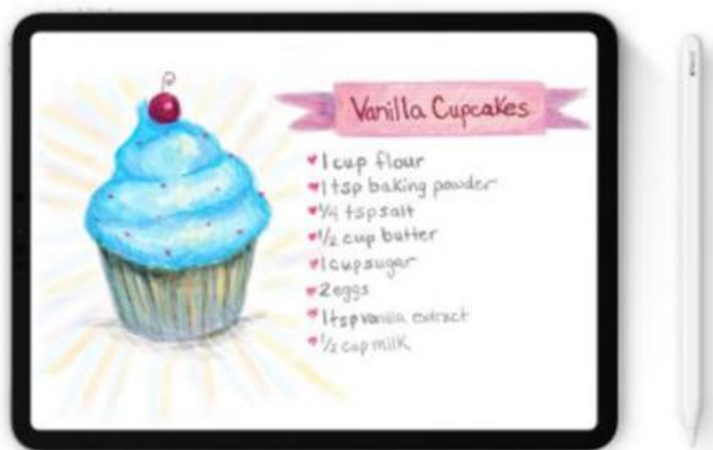 Vanilla Cupcakes
1 cup flour
1 tsp baking powder
1/4 tsp salt
1/2 cup butter
1 cup sugar
2 eggs
1 tsp vanilla extract
1/2 cup milk